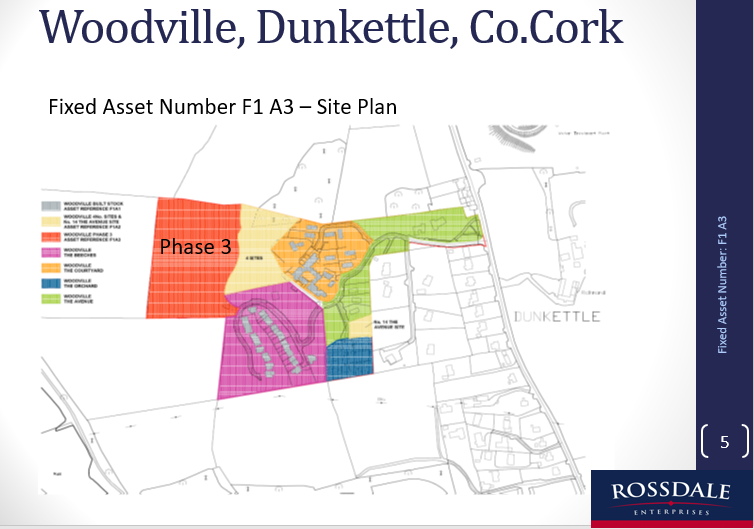 Woodville, Dunkettle, Co.Cork
Fixed Asset Number F1 A3 – Site Plan
WOODVILLE BUILT STOCK
ASSET REFERENCE F1A1
WOODVILLE 4No. SITES &
No. 14 THE AVENUE SITE
ASSET REFERENCE F1A2
WOODVILLE PHASE 3
ASSET REFERENCE F1A3
WOODVILLE
THE BEECHES
WOODVILLE
THE COURTYARD
WOODVILLE
THE ORCHARD
WOODVILLE
THE AVENUE
Phase 3
4 SITES
No. 14 THE
AVENUE SITE
DUNKETTLE
Fixed Asset Number: F1 A3
5
ROSSDALE
ENTERPRISES